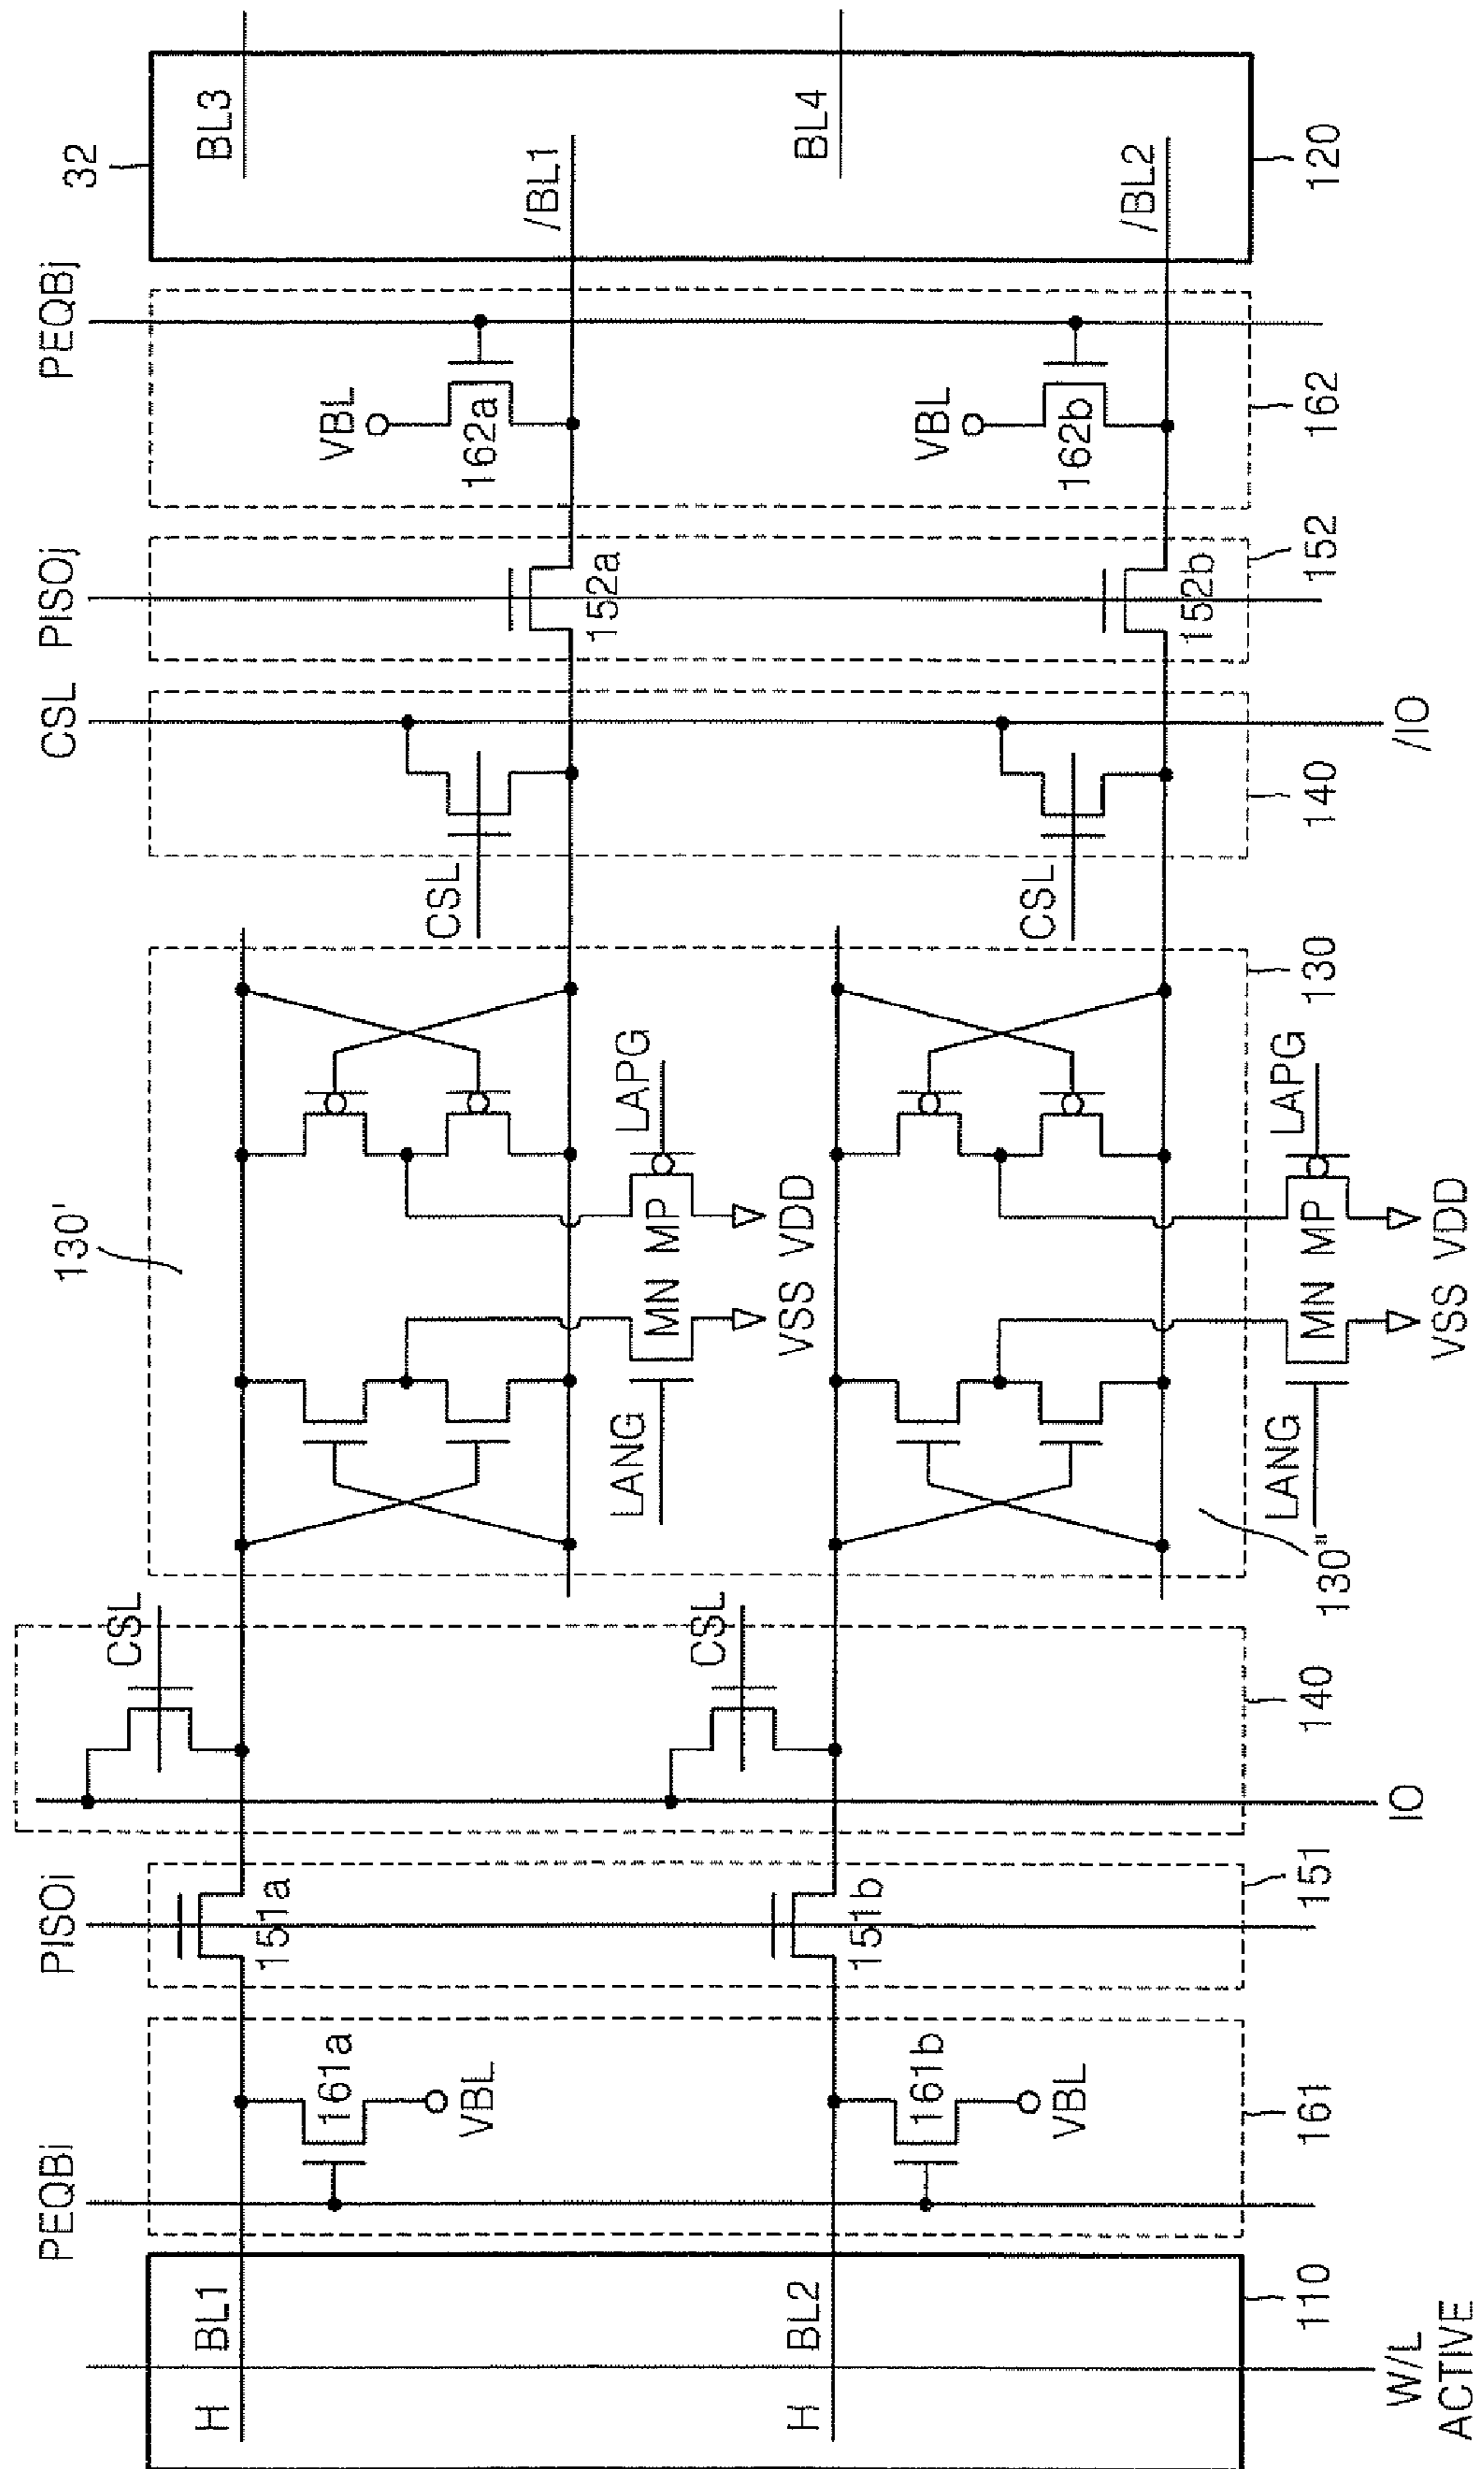 PEQBi
PISOi
130'
CSL
PISOj
PEQBj
32
H
BL1
161a
VBL
151a
CSL
LANG
MN
MP
LAPG
VSS
VDD
CSL
152a
VBL
162a
/BL1
BL3
H
BL2
161b
VBL
151b
CSL
LANG
MN
MP
LAPG
VSS
VDD
CSL
152b
VBL
162b
/BL2
BL4
W/L
ACTIVE
110
161
151
IO
140
130"
130
140
/IO
152
162
120